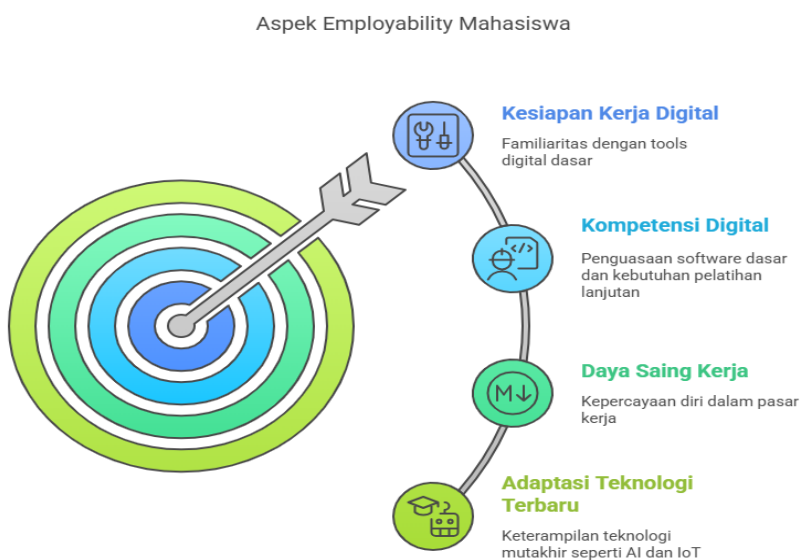 Aspek Employability Mahasiswa
Kesiapan Kerja Digital
Familiaritas dengan tools
digital dasar
Kompetensi Digital
</>
Penguasaan software dasar
dan kebutuhan pelatihan
lanjutan
Daya Saing Kerja
M↓
Kepercayaan diri dalam pasar
kerja
Adaptasi Teknologi
Terbaru
Keterampilan teknologi
mutakhir seperti AI dan IoT